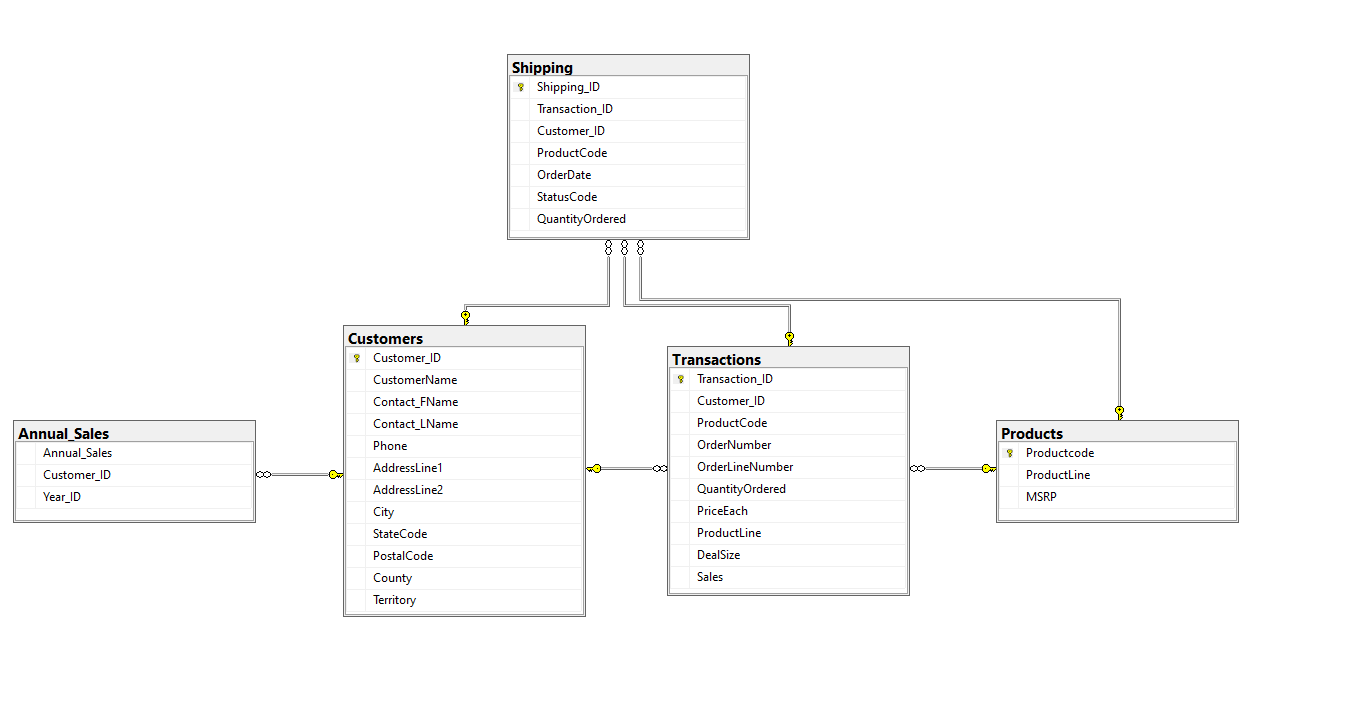 Shipping
Shipping_ID
Transaction_ID
Customer_ID
ProductCode
OrderDate
StatusCode
QuantityOrdered
Customers
Customer_ID
CustomerName
Contact_FName
Contact_LName
Phone
AddressLine1
AddressLine2
City
StateCode
PostalCode
County
Territory
Transactions
Transaction_ID
Customer_ID
ProductCode
OrderNumber
OrderLineNumber
QuantityOrdered
PriceEach
ProductLine
DealSize
Sales
Annual_Sales
Annual_Sales
Customer_ID
Year_ID
Products
Productcode
ProductLine
MSRP